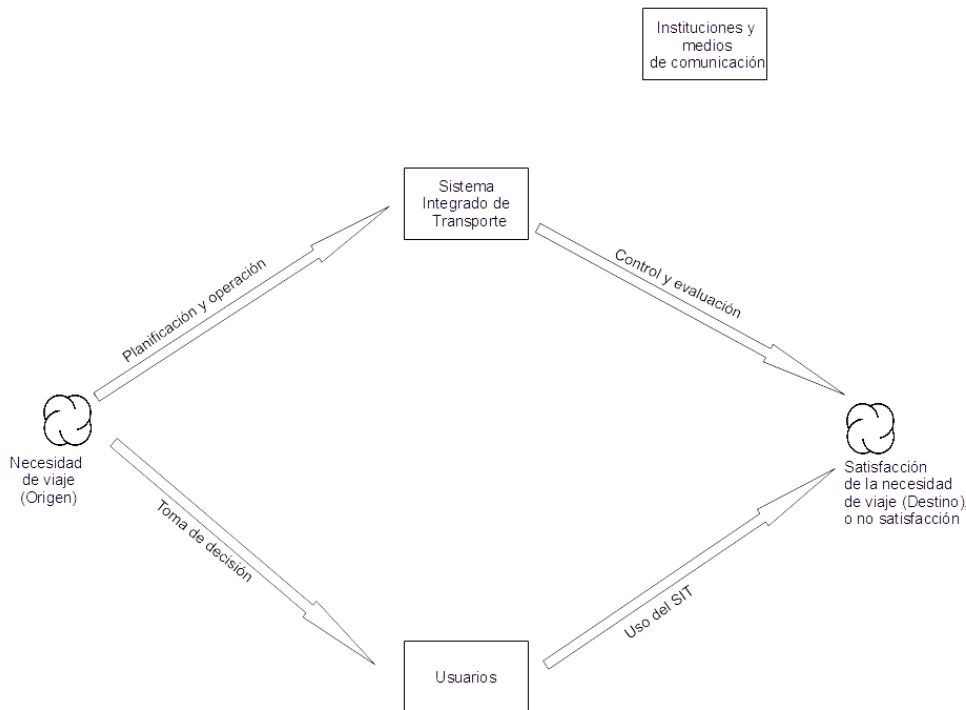 Instituciones y
medios
de comunicación
Sistema
Integrado de
Transporte
Planificación y operación
Control y evaluación
Necesidad
de viaje
(Origen)
Satisfacción
de la necesidad
de viaje (Destino),
o no satisfacción
Toma de decisión
Uso del SIT
Usuarios